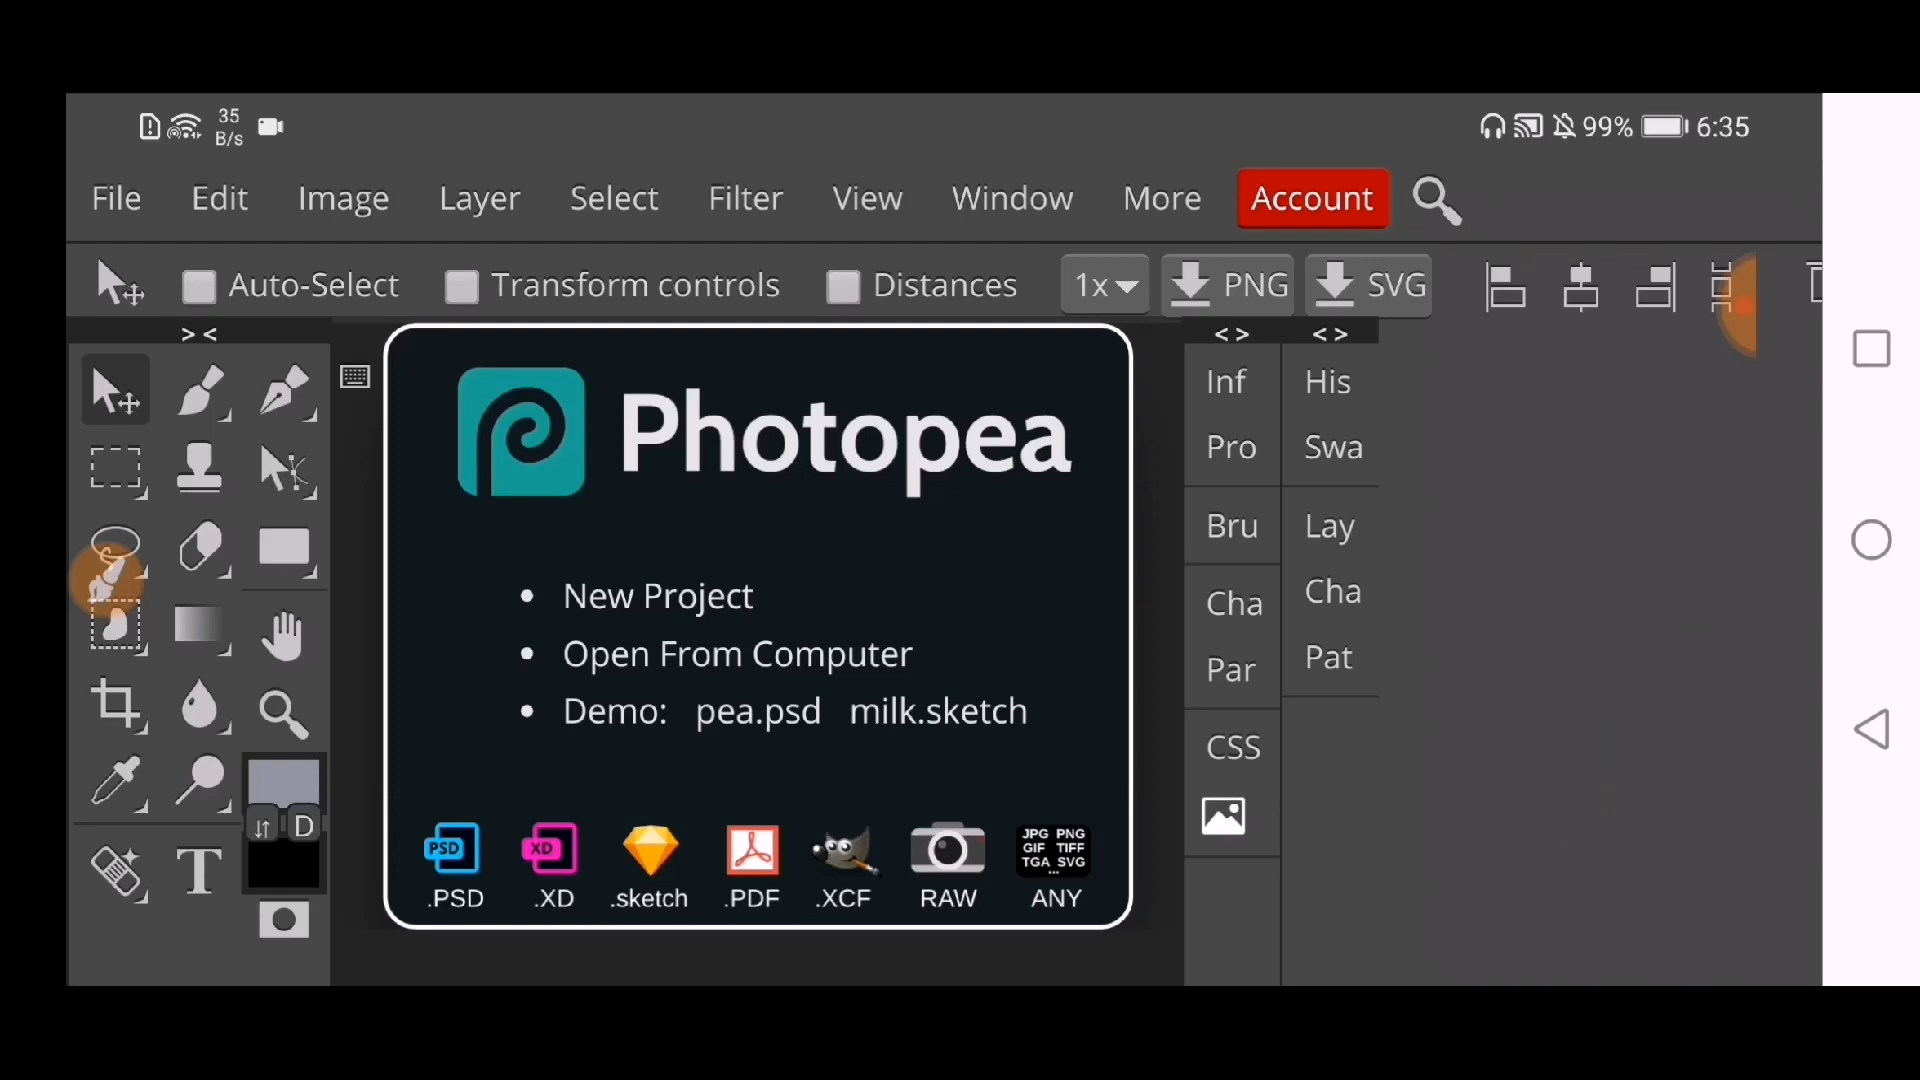 35
B/s
99% 6:35
File Edit Image Layer Select Filter View Window More Account
Auto-Select Transform controls Distances 1x PNG SVG
> < < > < >
Inf His
Photopea
Pro Swa
Bru Lay
New Project
Cha Cha
Open From Computer
Par Pat
Demo: pea.psd milk.sketch
CSS
D
PSD XD JPG PNG
GIF TIFF
TGA SVG
...
T
.PSD .XD .sketch .PDF .XCF RAW ANY